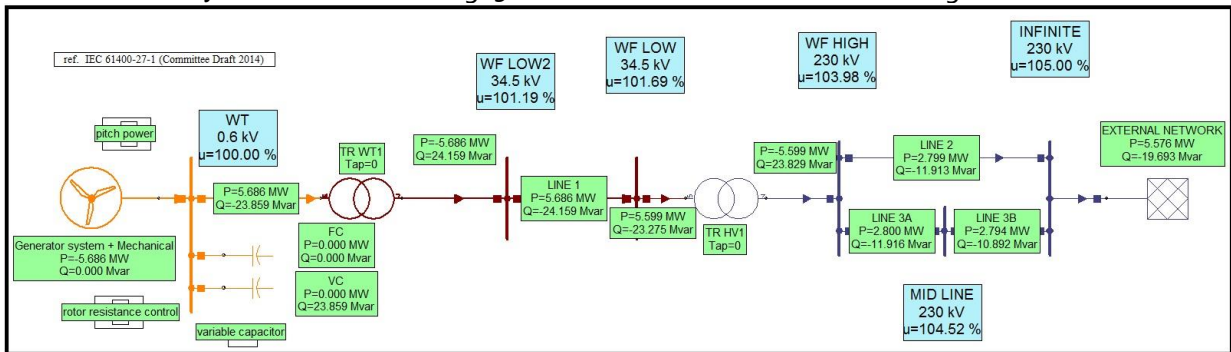 ref. IEC 61400-27-1 (Committee Draft 2014)
pitch power
WT
0.6 kV
u=100.00 %
WF LOW2
34.5 kV
u=101.19 %
WF LOW
34.5 kV
u=101.69 %
WF HIGH
230 kV
u=103.98 %
INFINITE
230 kV
u=105.00 %
TR WT1
Tap=0
P=-5.686 MW
Q=24.159 Mvar
P=-5.599 MW
Q=23.829 Mvar
LINE 2
P=2.799 MW
Q=-11.913 Mvar
EXTERNAL NETWORK
P=5.576 MW
Q=-19.693 Mvar
P=5.686 MW
Q=-23.859 Mvar
LINE 1
P=5.686 MW
Q=-24.159 Mvar
P=5.599 MW
Q=-23.275 Mvar
TR HV1
Tap=0
LINE 3A
P=2.800 MW
Q=-11.916 Mvar
LINE 3B
P=2.794 MW
Q=-10.892 Mvar
Generator system + Mechanical
P=-5.686 MW
Q=0.000 Mvar
FC
P=0.000 MW
Q=0.000 Mvar
VC
P=0.000 MW
Q=23.859 Mvar
rotor resistance control
variable capacitor
MID LINE
230 kV
u=104.52 %